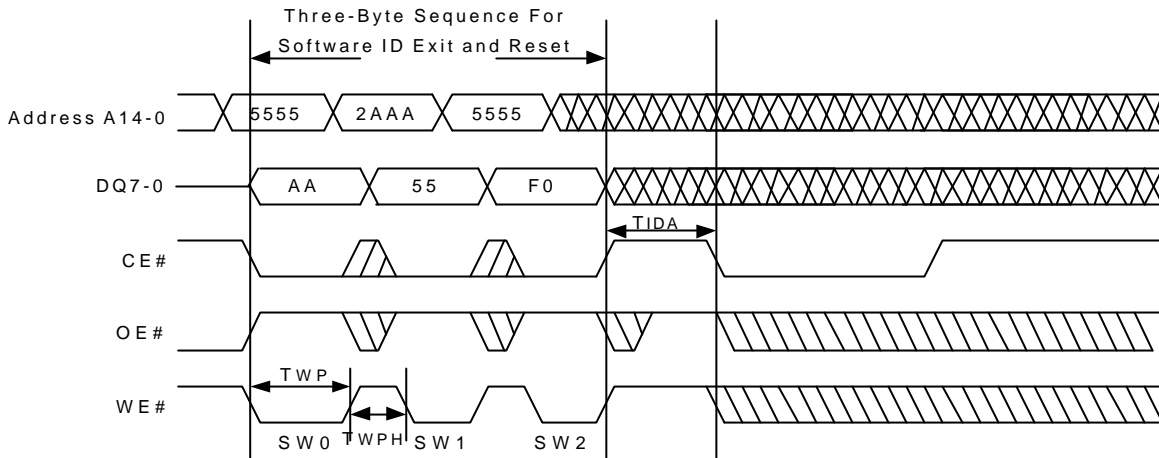 Three-Byte Sequence For
Software ID Exit and Reset
Address A14-0 5555 2AAA 5555
DQ7-0 AA 55 F0
TIDA
CE#
OE#
TWP
WE#
SW0 TWPH SW1 SW2